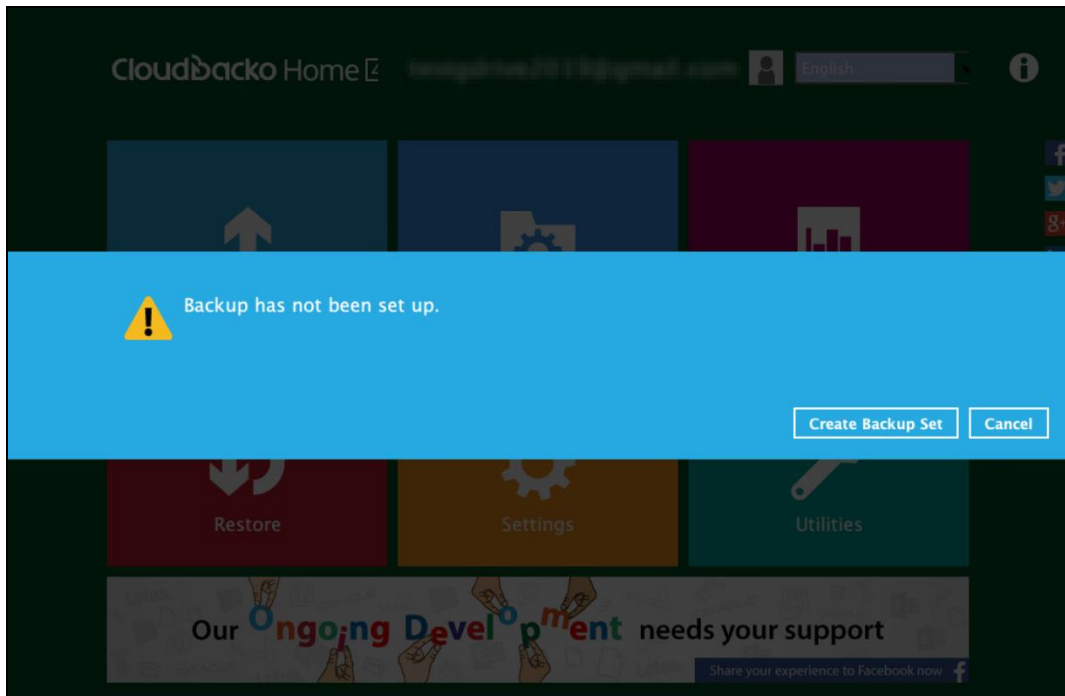 Cloudbacko Home
English
Backup has not been set up.
Create Backup Set
Cancel
Restore
Settings
Utilities
Our Ongoing Development needs your support
Share your experience to Facebook now